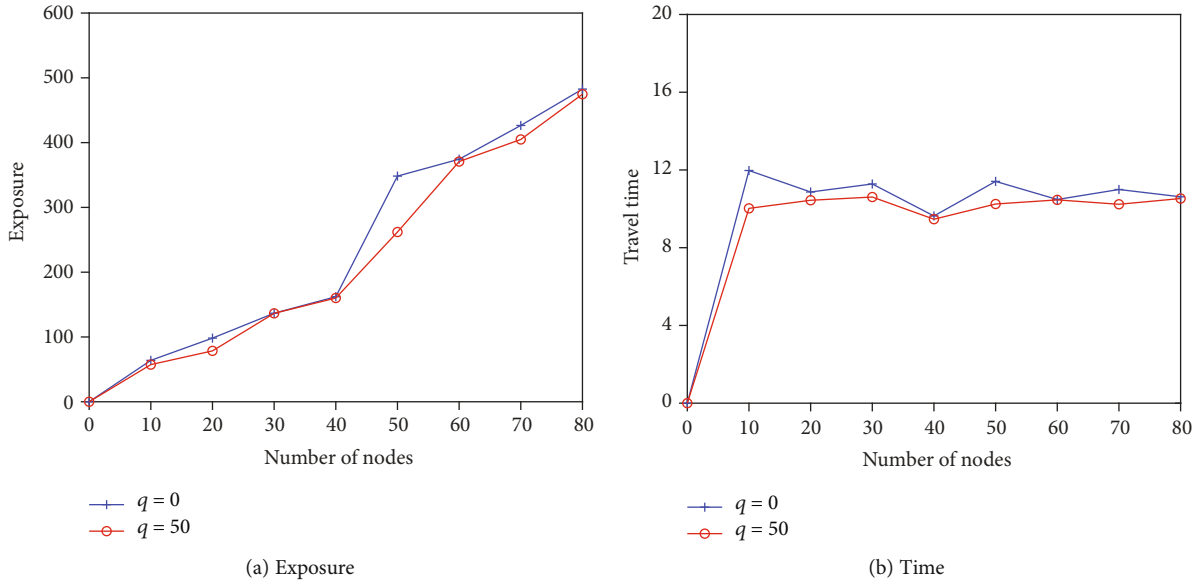 600
500
400
300
200
100
0
Exposure
0 10 20 30 40 50 60 70 80
Number of nodes
q = 0
q = 50
(a) Exposure
20
16
12
8
4
0
Travel time
0 10 20 30 40 50 60 70 80
Number of nodes
q = 0
q = 50
(b) Time